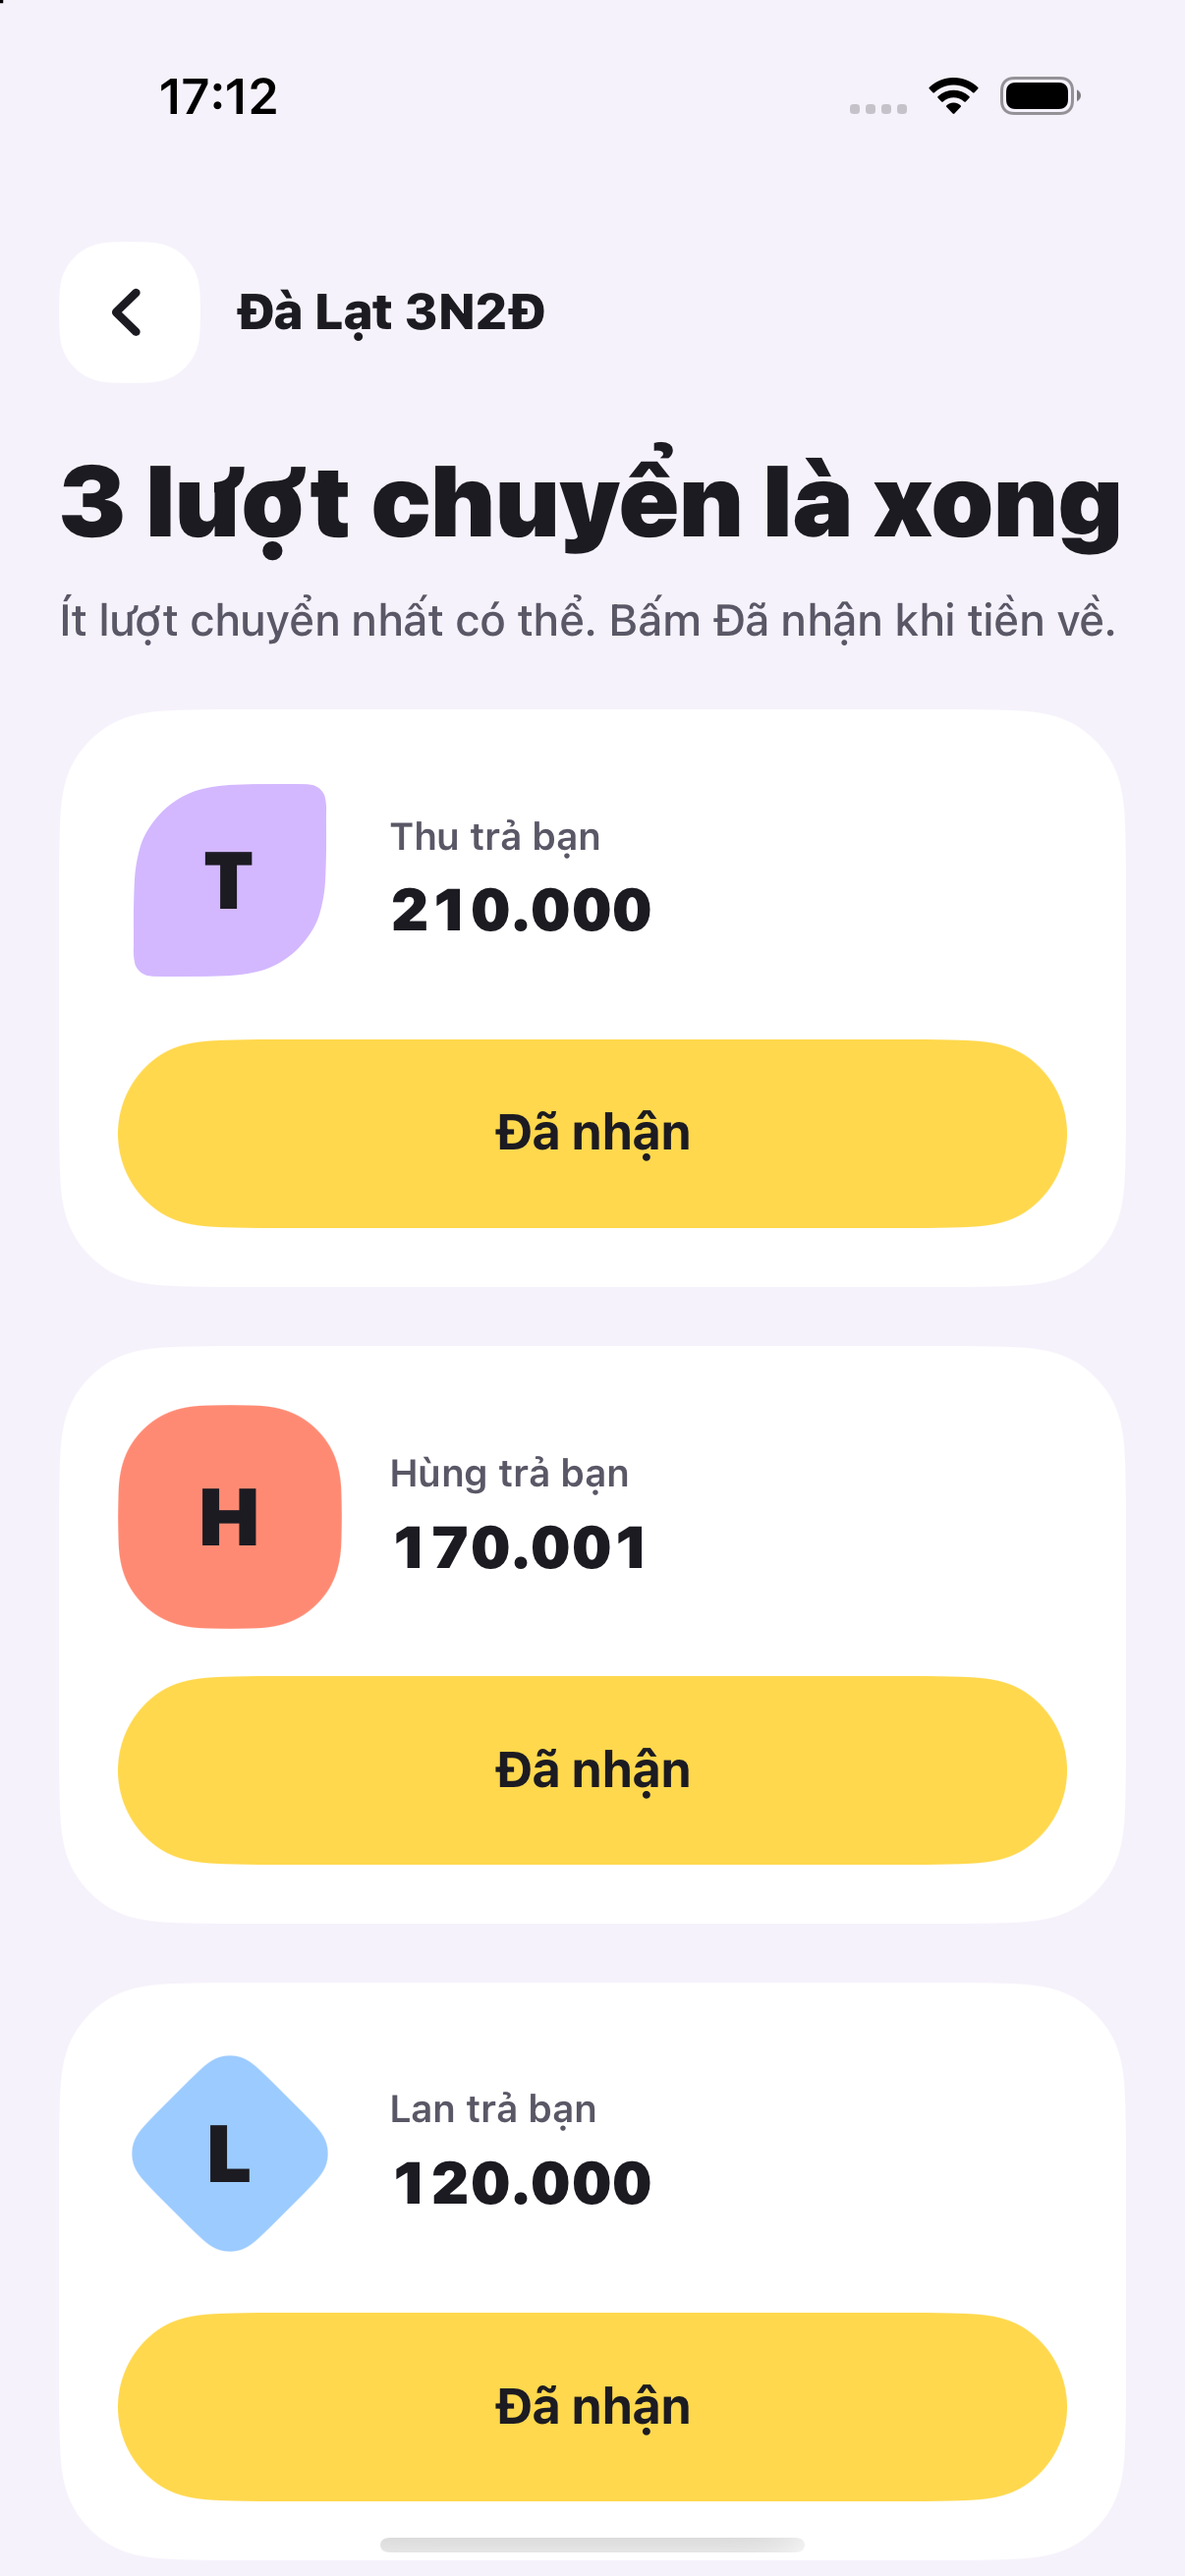 17:12
Đà Lạt 3N2Đ
3 lượt chuyển là xong
Ít lượt chuyển nhất có thể. Bấm Đã nhận khi tiền về.
T
Thu trả bạn
210.000
Đã nhận
H
Hùng trả bạn
170.001
Đã nhận
L
Lan trả bạn
120.000
Đã nhận